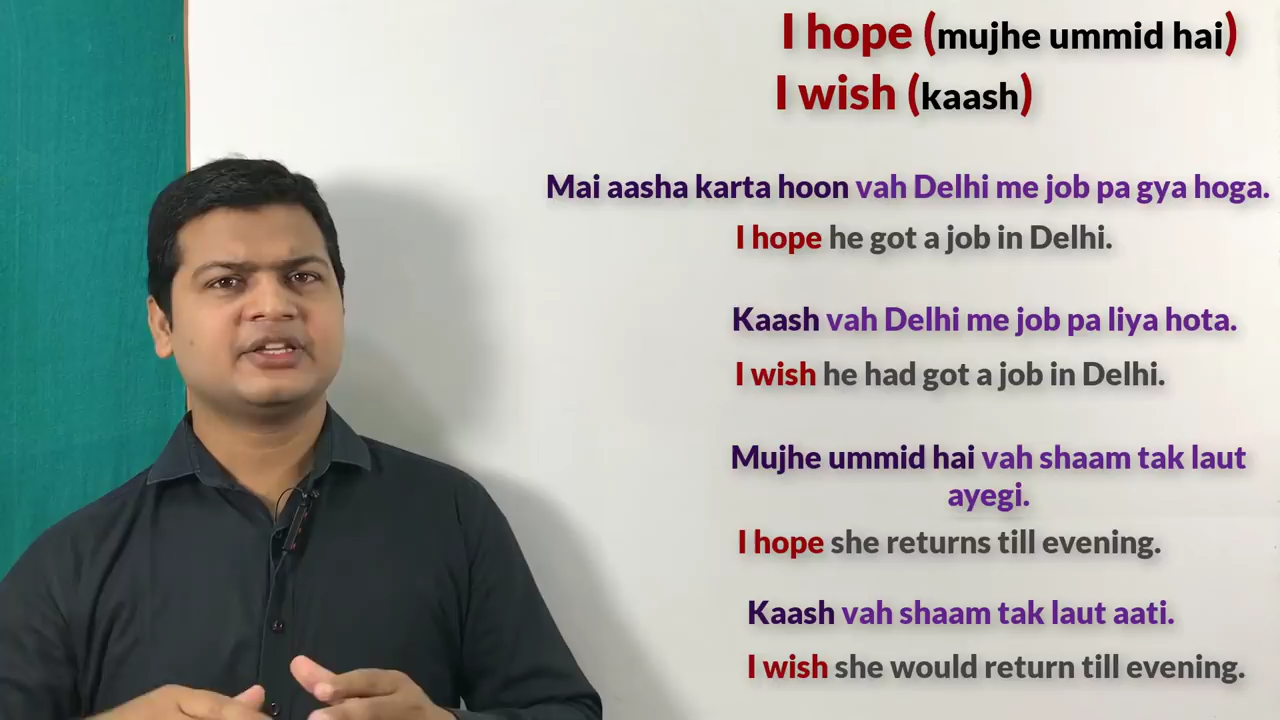 I hope (mujhe ummid hai)
I wish (kaash)
Mai aasha karta hoon vah Delhi me job pa gya hoga.
I hope he got a job in Delhi.
Kaash vah Delhi me job pa liya hota.
I wish he had got a job in Delhi.
Mujhe ummid hai vah shaam tak laut
ayegi.
I hope she returns till evening.
Kaash vah shaam tak laut aati.
I wish she would return till evening.